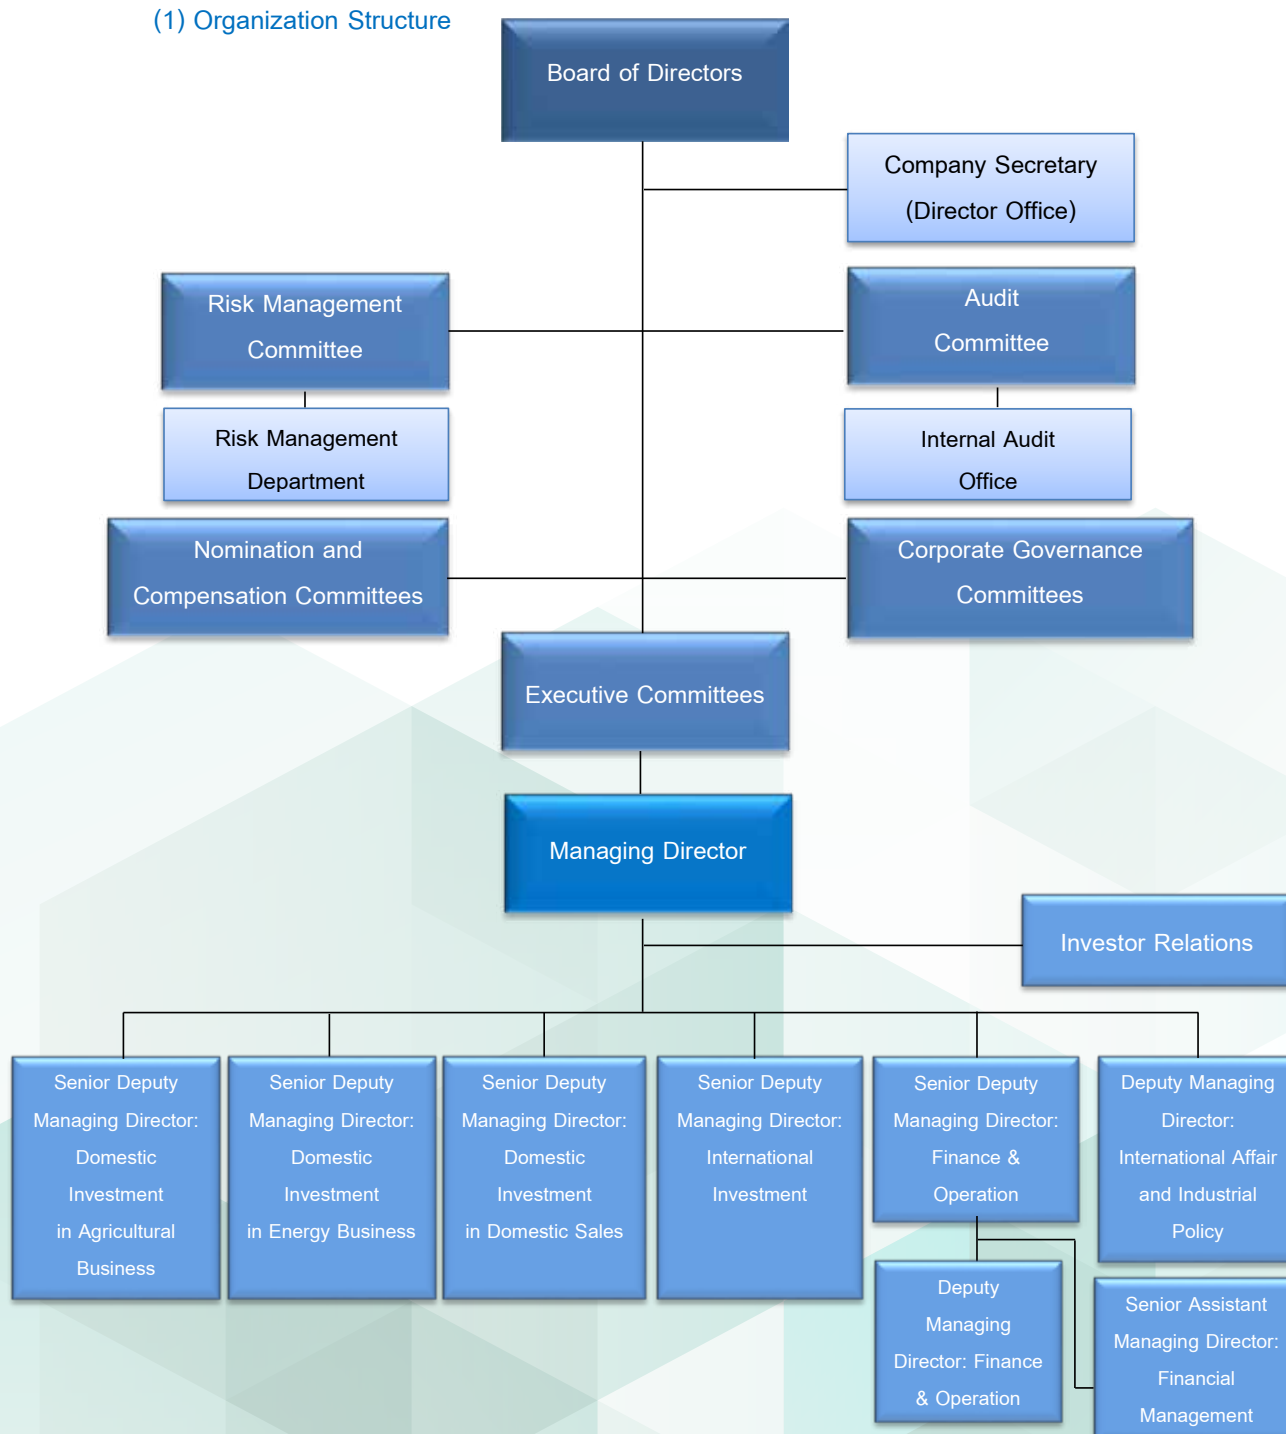 (1) Organization Structure
Board of Directors
Company Secretary
(Director Office)
Risk Management
Committee
Audit
Committee
Risk Management
Department
Internal Audit
Office
Nomination and
Compensation Committees
Corporate Governance
Committees
Executive Committees
Managing Director
Investor Relations
Senior Deputy
Managing Director:
Domestic
Investment
in Agricultural
Business
Senior Deputy
Managing Director:
Domestic
Investment
in Energy Business
Senior Deputy
Managing Director:
Domestic
Investment
in Domestic Sales
Senior Deputy
Managing Director:
International
Investment
Senior Deputy
Managing Director:
Finance &
Operation
Deputy Managing
Director:
International Affair
and Industrial
Policy
Deputy
Managing
Director: Finance
& Operation
Senior Assistant
Managing Director:
Financial
Management